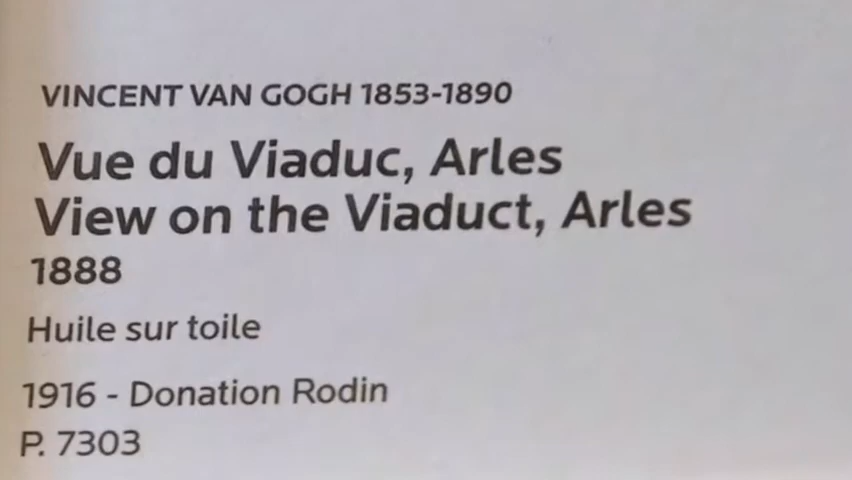 VINCENT VAN GOGH 1853-1890
Vue du Viaduc, Arles
View on the Viaduct, Arles
1888
Huile sur toile
1916 - Donation Rodin
P. 7303